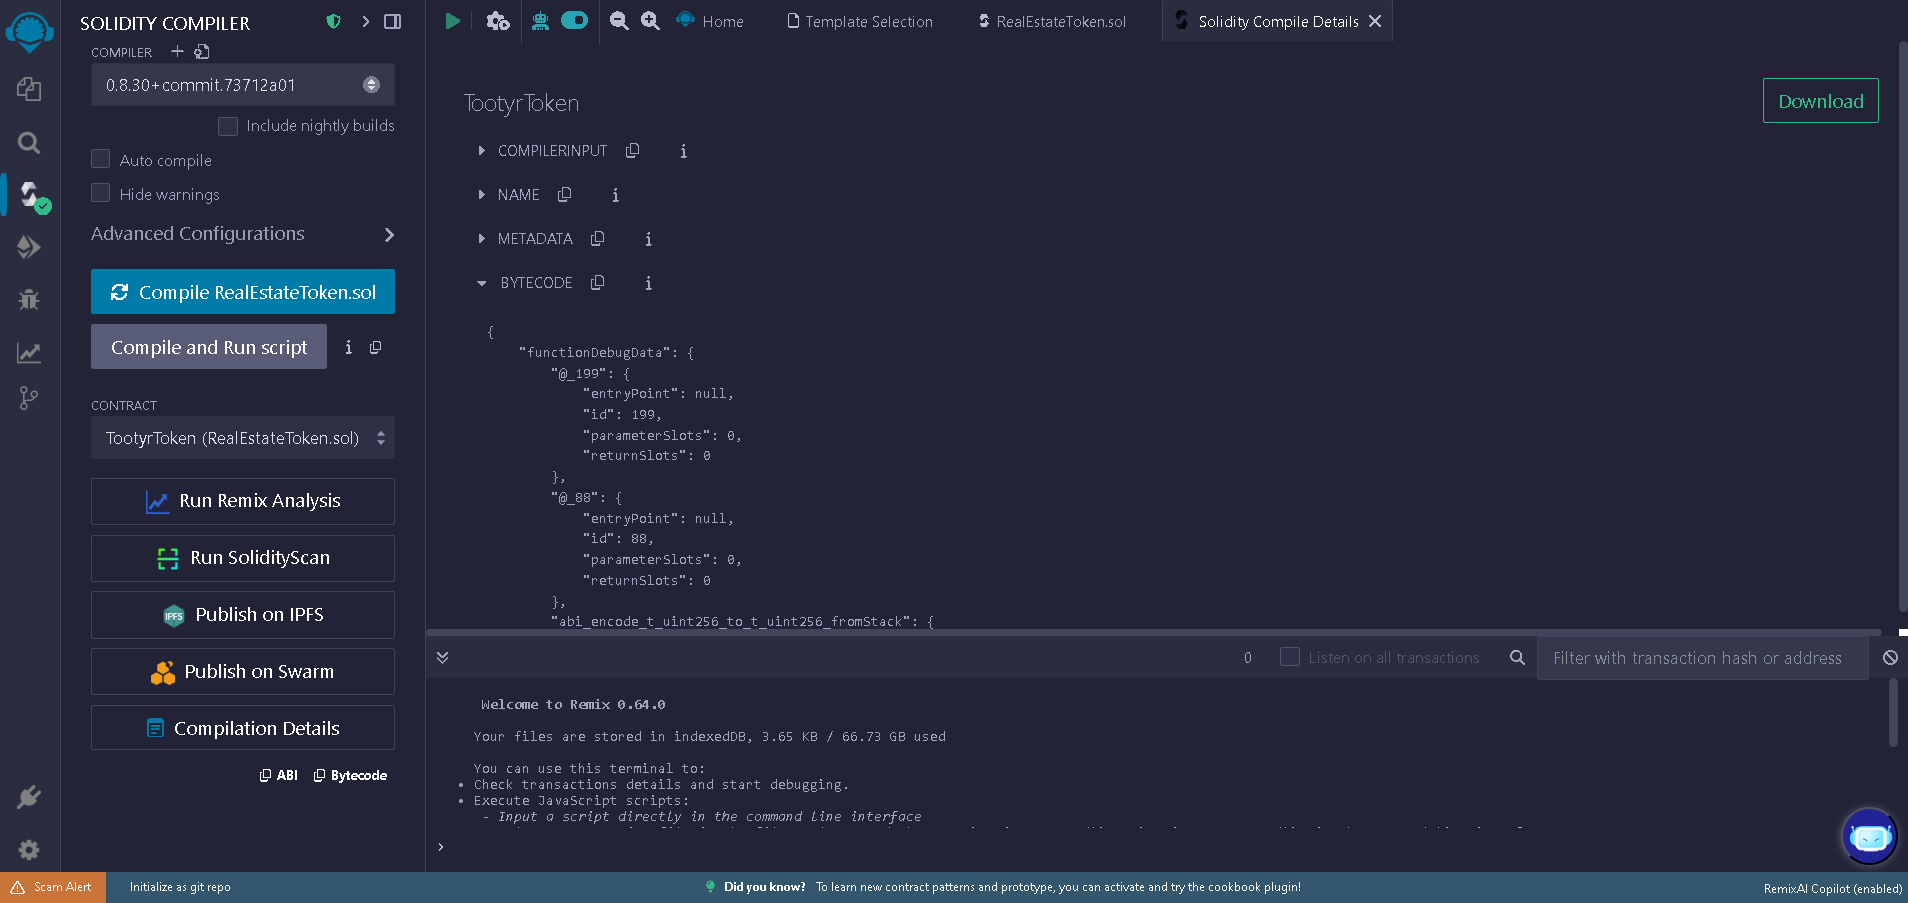 SOLIDITY COMPILER
COMPILER
0.8.30+commit.73712a01
Include nightly builds
Auto compile
Hide warnings
Advanced Configurations
Compile RealEstateToken.sol
Compile and Run script
CONTRACT
TootyrToken (RealEstateToken.sol)
Run Remix Analysis
Run SolidityScan
IPFS
Publish on IPFS
Publish on Swarm
Compilation Details
ABI Bytecode
Home Template Selection RealEstateToken.sol Solidity Compile Details
TootyrToken
Download
COMPILERINPUT
NAME
METADATA
BYTECODE
{
"functionDebugData": {
"@_199": {
"entryPoint": null,
"id": 199,
"parameterSlots": 0,
"returnSlots": 0
},
"@_88": {
"entryPoint": null,
"id": 88,
"parameterSlots": 0,
"returnSlots": 0
},
"abi_encode_t_uint256_to_t_uint256_fromStack": {
0 Listen on all transactions Filter with transaction hash or address
Welcome to Remix 0.64.0
Your files are stored in indexedDB, 3.65 KB / 66.73 GB used
You can use this terminal to:
• Check transactions details and start debugging.
• Execute JavaScript scripts:
- Input a script directly in the command line interface
>
Scam Alert Initialize as git repo Did you know? To learn new contract patterns and prototype, you can activate and try the cookbook plugin! RemixAI Copilot (enabled)